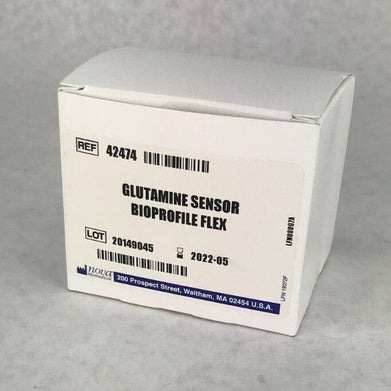 REF 42474
GLUTAMINE SENSOR
BIOPROFILE FLEX
LOT 20149045 2022-05
nova
200 Prospect Street, Waltham, MA 02454 U.S.A.